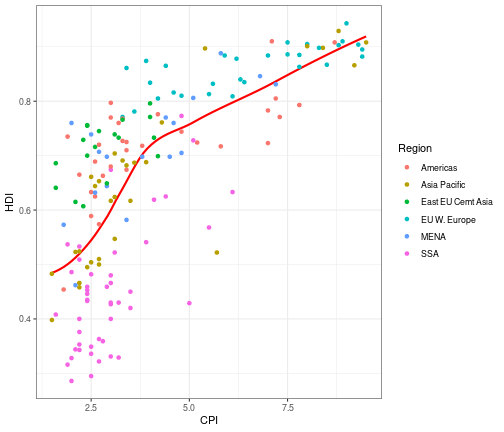 HDI
0.8
0.6
0.4
2.5
5.0
7.5
CPI
Region
Americas
Asia Pacific
East EU Cemt Asia
EU W. Europe
MENA
SSA